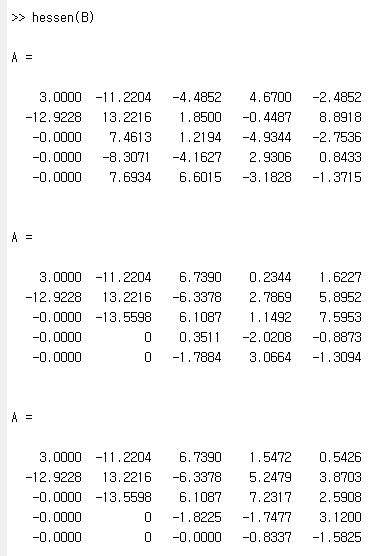 >> hessen(B)
A =
3.0000 -11.2204 -4.4852 4.6700 -2.4852
-12.9228 13.2216 1.8500 -0.4487 8.8918
-0.0000 7.4613 1.2194 -4.9344 -2.7536
-0.0000 -8.3071 -4.1627 2.9306 0.8433
-0.0000 7.6934 6.6015 -3.1828 -1.3715
A =
3.0000 -11.2204 6.7390 0.2344 1.6227
-12.9228 13.2216 -6.3378 2.7869 5.8952
-0.0000 -13.5598 6.1087 1.1492 7.5953
-0.0000 0 0.3511 -2.0208 -0.8873
-0.0000 0 -1.7884 3.0664 -1.3094
A =
3.0000 -11.2204 6.7390 1.5472 0.5426
-12.9228 13.2216 -6.3378 5.2479 3.8703
-0.0000 -13.5598 6.1087 7.2317 2.5908
-0.0000 0 -1.8225 -1.7477 3.1200
-0.0000 0 -0.0000 -0.8337 -1.5825